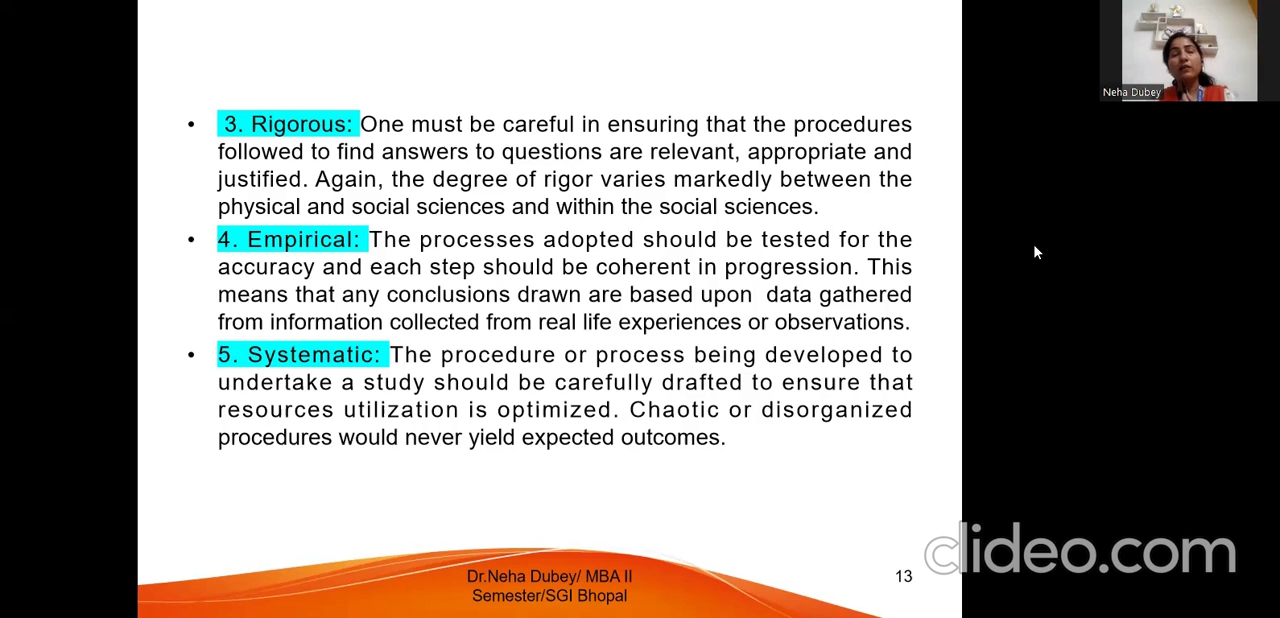 Neha Dubey
• 3. Rigorous: One must be careful in ensuring that the procedures
followed to find answers to questions are relevant, appropriate and
justified. Again, the degree of rigor varies markedly between the
physical and social sciences and within the social sciences.
• 4. Empirical: The processes adopted should be tested for the
accuracy and each step should be coherent in progression. This
means that any conclusions drawn are based upon data gathered
from information collected from real life experiences or observations.
• 5. Systematic: The procedure or process being developed to
undertake a study should be carefully drafted to ensure that
resources utilization is optimized. Chaotic or disorganized
procedures would never yield expected outcomes.
clideo.com
Dr.Neha Dubey/ MBA II
Semester/SGI Bhopal
13